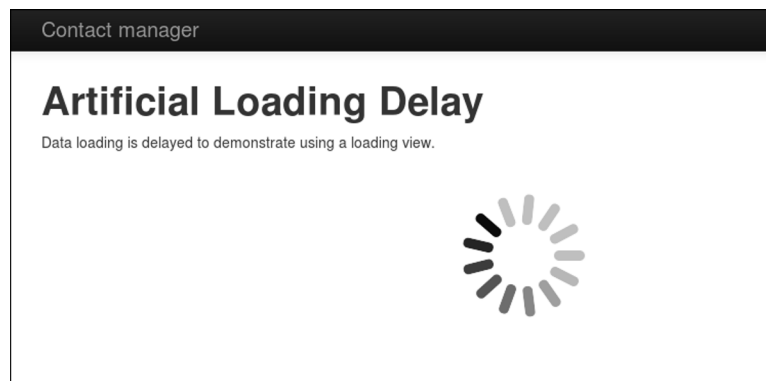 Contact manager
Artificial Loading Delay
Data loading is delayed to demonstrate using a loading view.